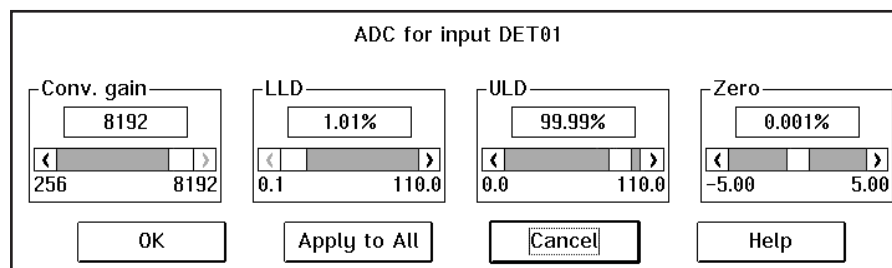 ADC for input DET01
Conv. gain
8192
256 8192
LLD
1.01%
0.1 110.0
ULD
99.99%
0.0 110.0
Zero
0.001%
-5.00 5.00
OK
Apply to All
Cancel
Help